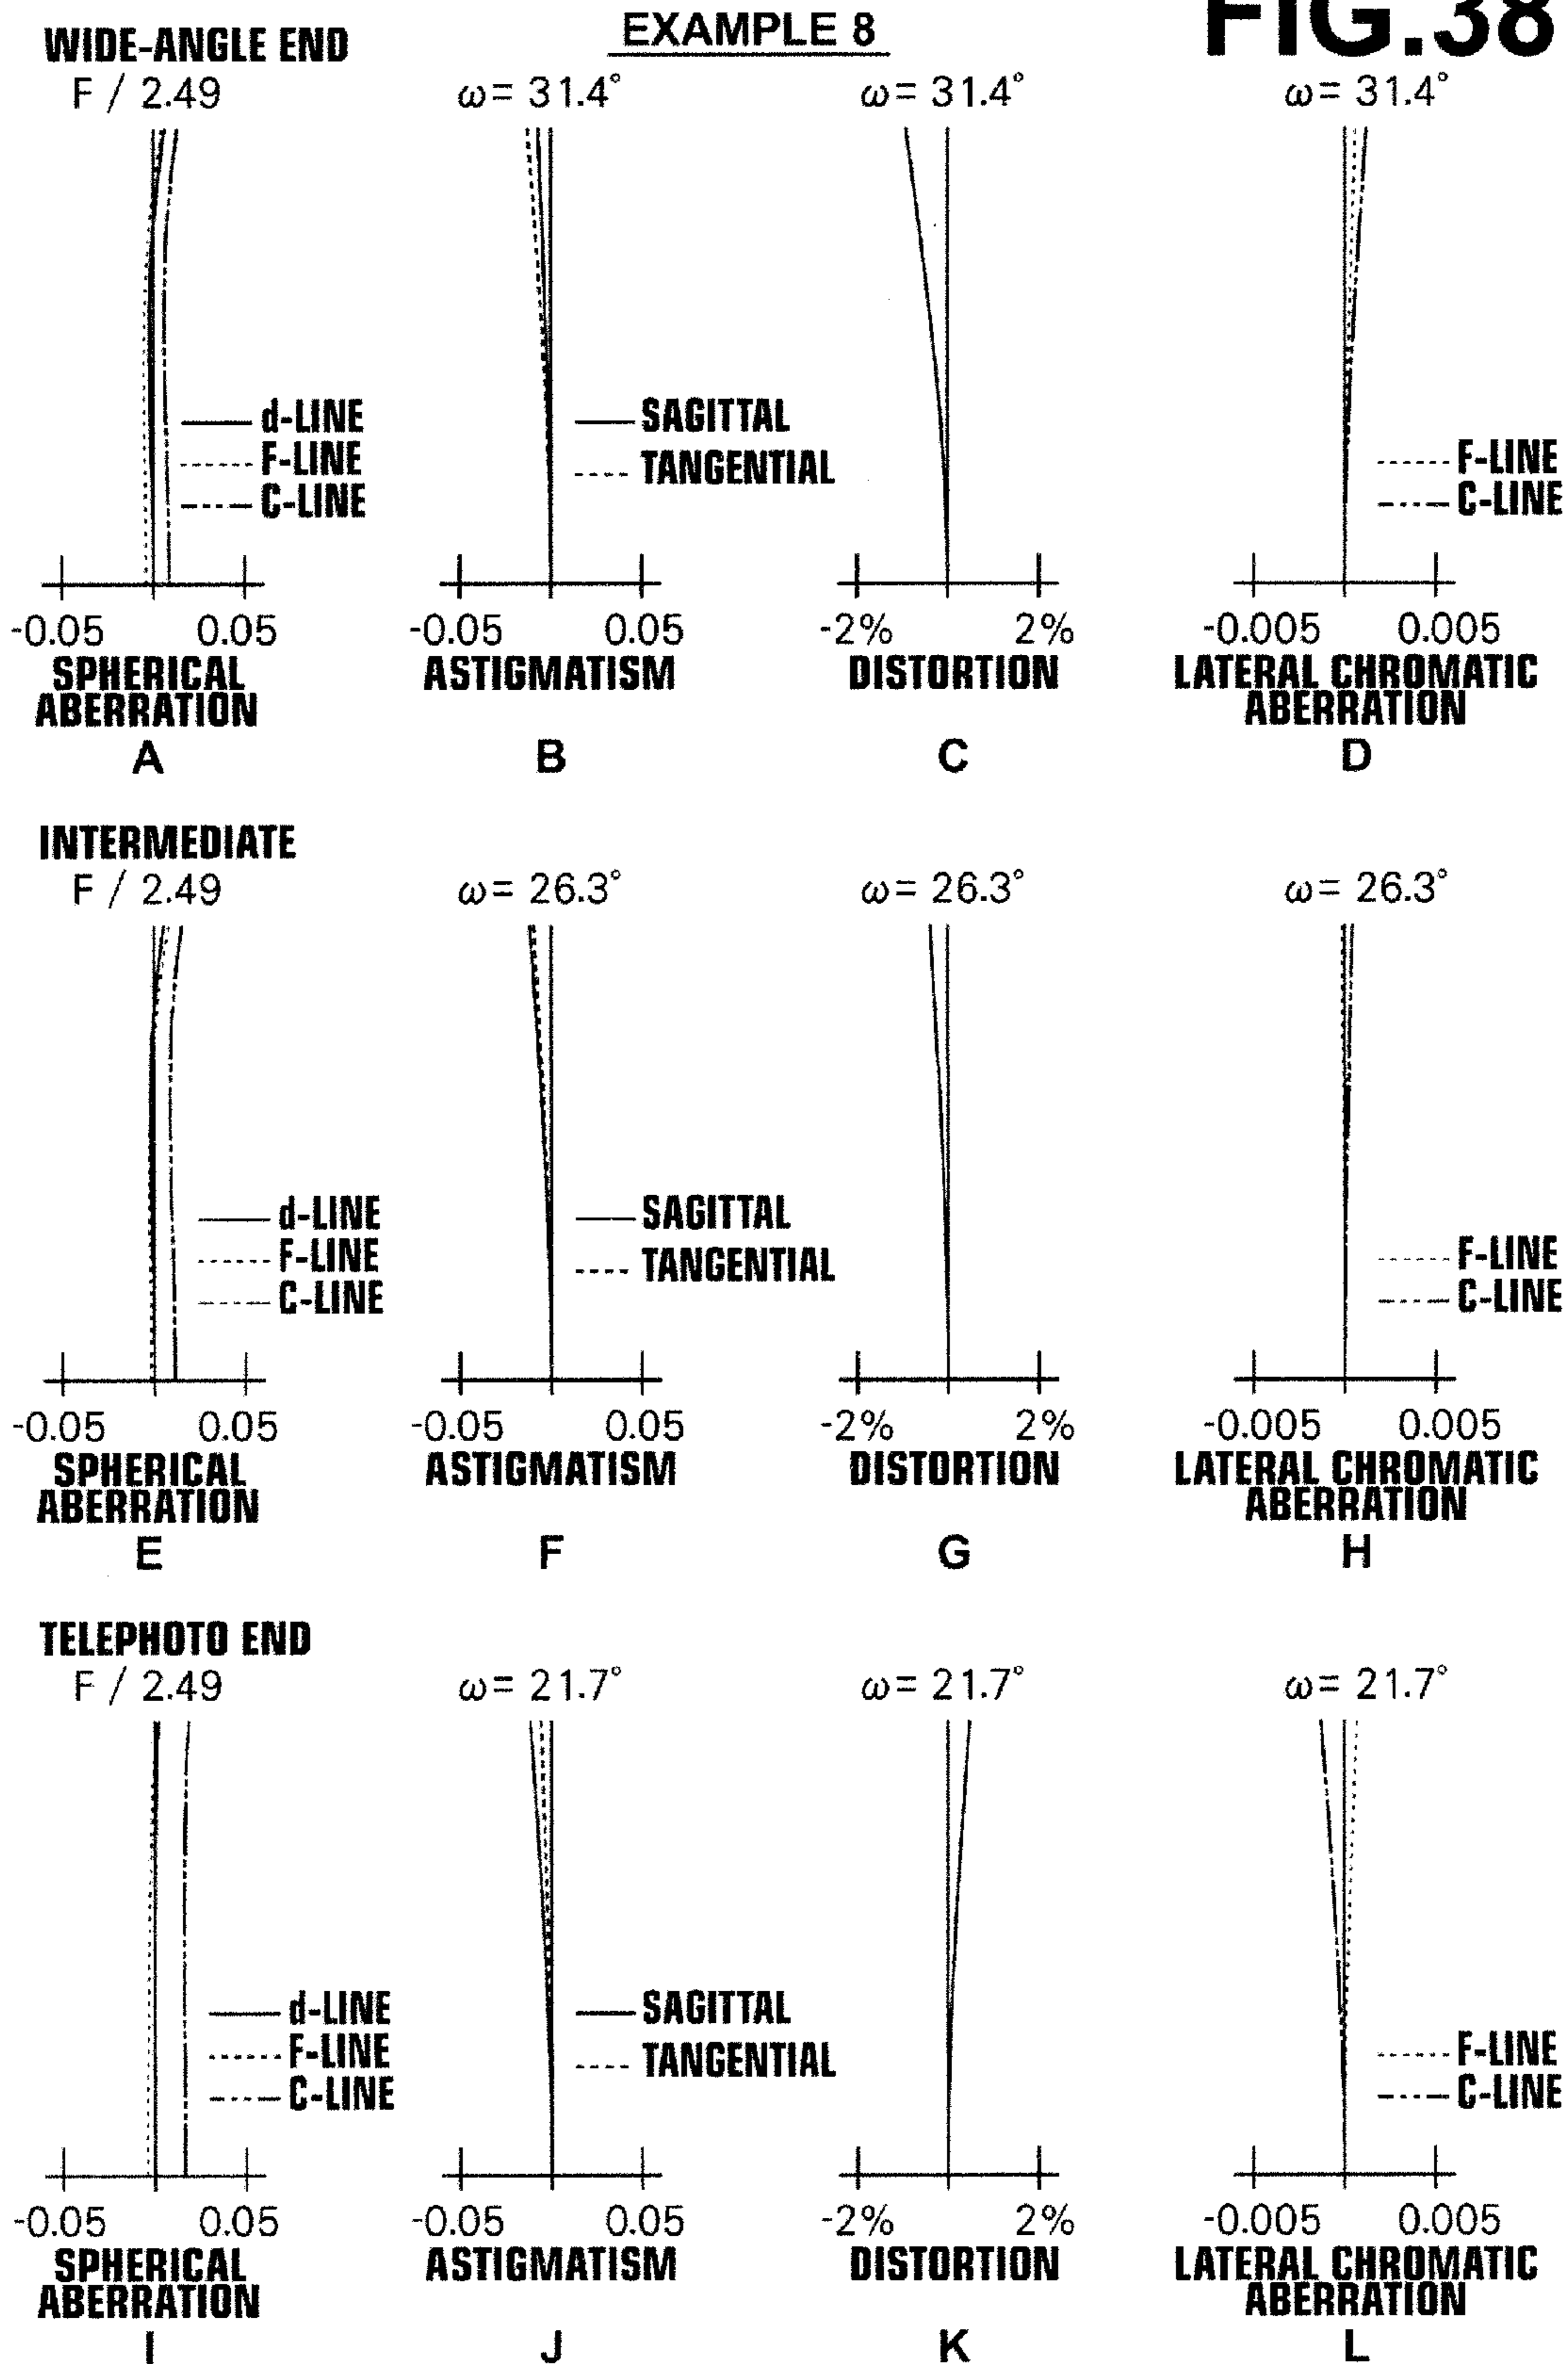 EXAMPLE 8
FIG.38
WIDE-ANGLE END
F / 2.49
ω= 31.4°
ω= 31.4°
ω= 31.4°
d-LINE
F-LINE
C-LINE
SAGITTAL
TANGENTIAL
F-LINE
C-LINE
-0.05 0.05
-0.05 0.05
-2% 2%
-0.005 0.005
SPHERICAL
ABERRATION
ASTIGMATISM
DISTORTION
LATERAL CHROMATIC
ABERRATION
A
B
C
D
INTERMEDIATE
F / 2.49
ω= 26.3°
ω= 26.3°
ω= 26.3°
d-LINE
F-LINE
C-LINE
SAGITTAL
TANGENTIAL
F-LINE
C-LINE
-0.05 0.05
-0.05 0.05
-2% 2%
-0.005 0.005
SPHERICAL
ABERRATION
ASTIGMATISM
DISTORTION
LATERAL CHROMATIC
ABERRATION
E
F
G
H
TELEPHOTO END
F / 2.49
ω= 21.7°
ω= 21.7°
ω= 21.7°
d-LINE
F-LINE
C-LINE
SAGITTAL
TANGENTIAL
F-LINE
C-LINE
-0.05 0.05
-0.05 0.05
-2% 2%
-0.005 0.005
SPHERICAL
ABERRATION
ASTIGMATISM
DISTORTION
LATERAL CHROMATIC
ABERRATION
I
J
K
L